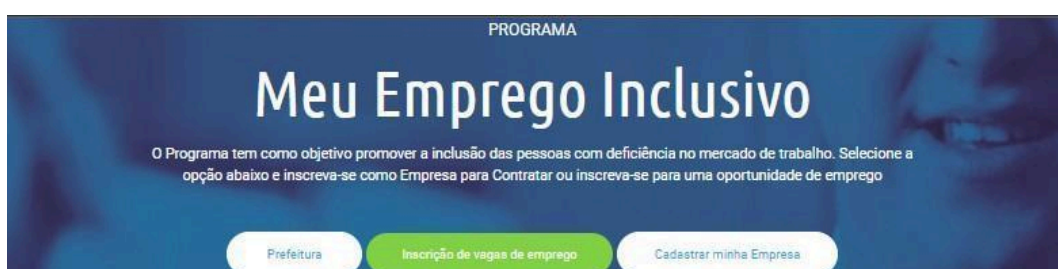 PROGRAMA
Meu Emprego Inclusivo
O Programa tem como objetivo promover a inclusão das pessoas com deficiência no mercado de trabalho. Selecione a
opção abaixo e inscreva-se como Empresa para Contratar ou inscreva-se para uma oportunidade de emprego
Prefeitura
Inscrição de vagas de emprego
Cadastrar minha Empresa